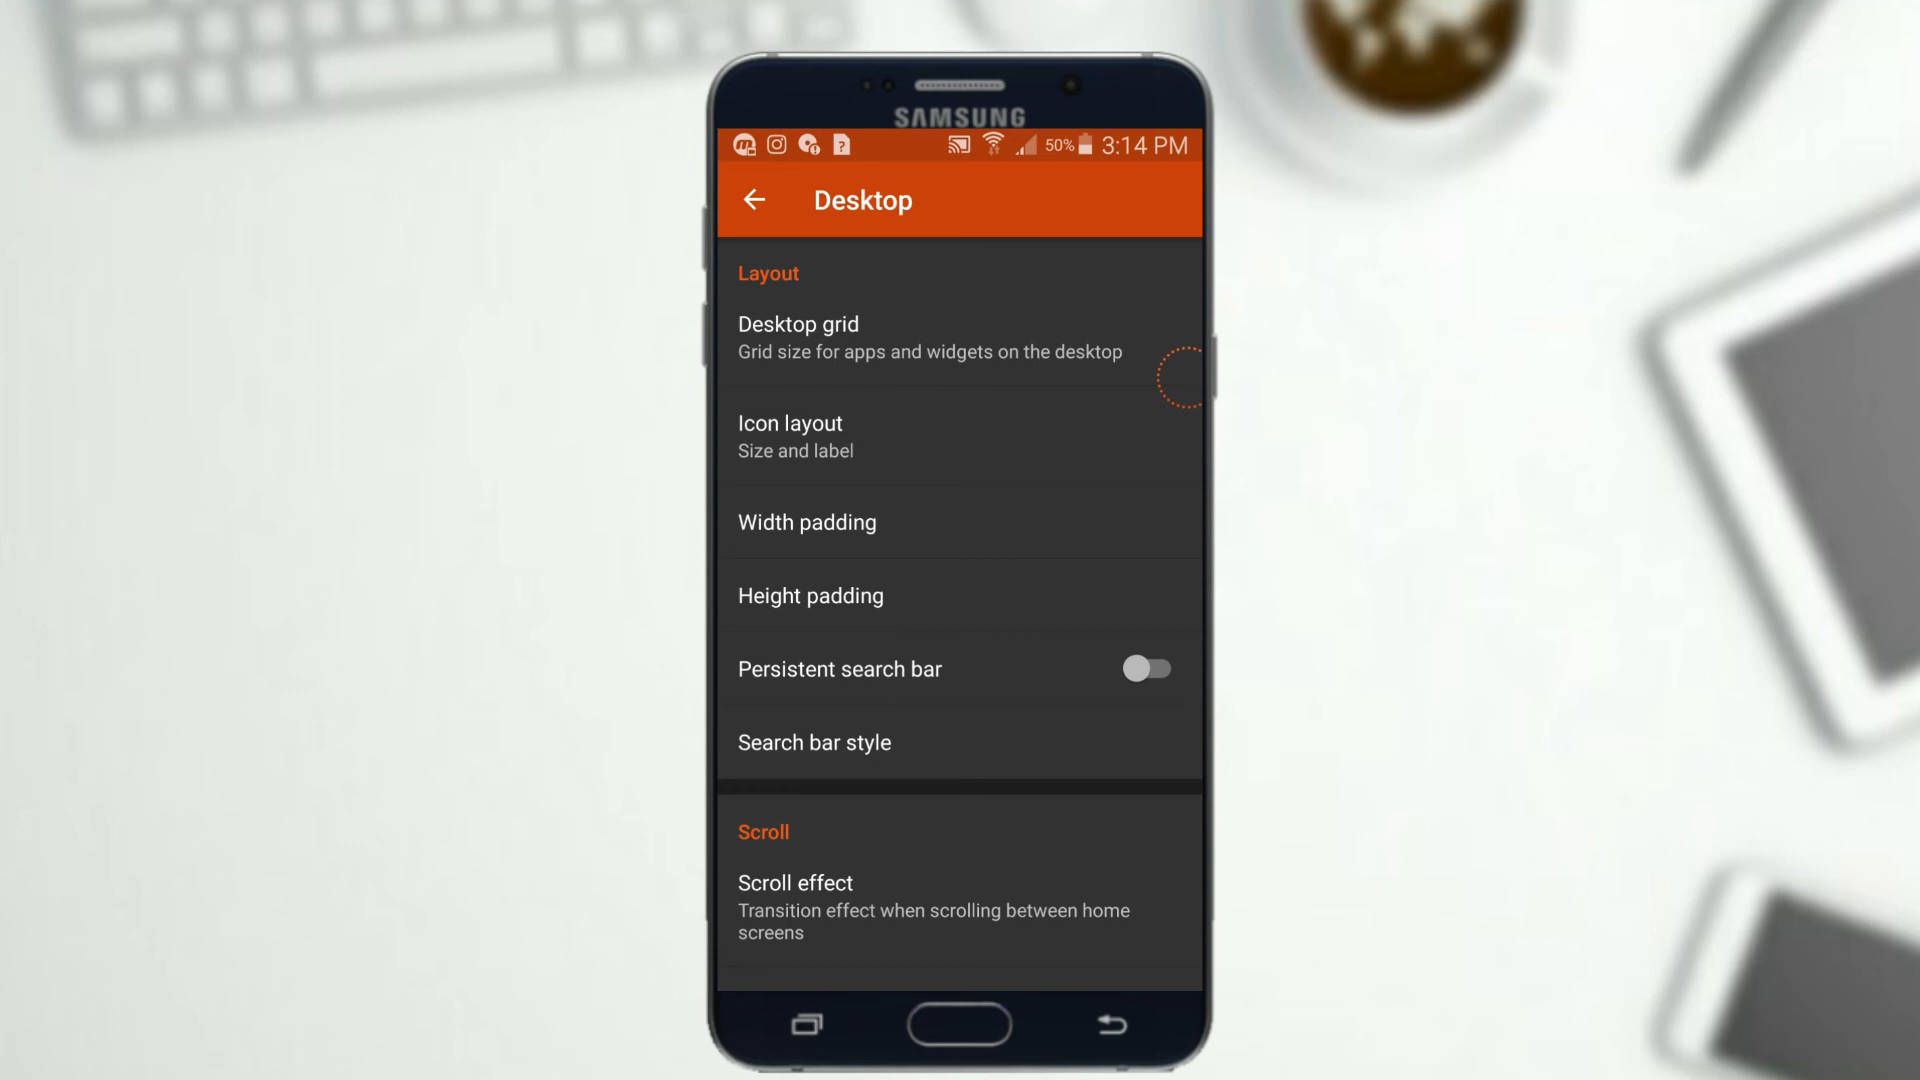 SAMSUNG
50% 3:14 PM
Desktop
Layout
Desktop grid
Grid size for apps and widgets on the desktop
Icon layout
Size and label
Width padding
Height padding
Persistent search bar
Search bar style
Scroll
Scroll effect
Transition effect when scrolling between home
screens